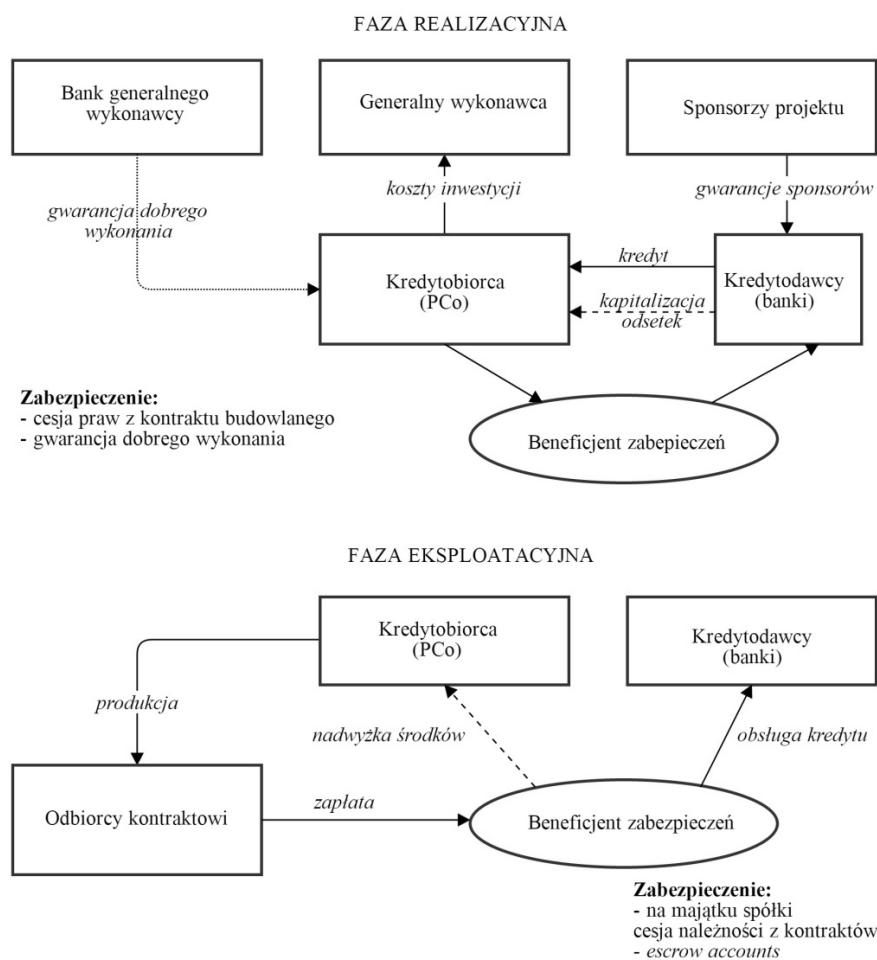 FAZA REALIZACYJNA
Bank generalnego
wykonawcy
Generalny wykonawca
Sponsorzy projektu
gwarancja dobrego
wykonania
koszty inwestycji
gwarancje sponsorów
Kredytobiorca
(PCo)
kredyt
kapitalizacja
odsetek
Kredytodawcy
(banki)
Zabezpieczenie:
- cesja praw z kontraktu budowlanego
- gwarancja dobrego wykonania
Beneficjent zabepieczeń
FAZA EKSPLOATACYJNA
Kredytobiorca
(PCo)
Kredytodawcy
(banki)
produkcja
nadwyżka środków
obsługa kredytu
Odbiorcy kontraktowi
zapłata
Beneficjent zabezpieczeń
Zabezpieczenie:
- na majątku spółki
cesja należności z kontraktów
- escrow accounts